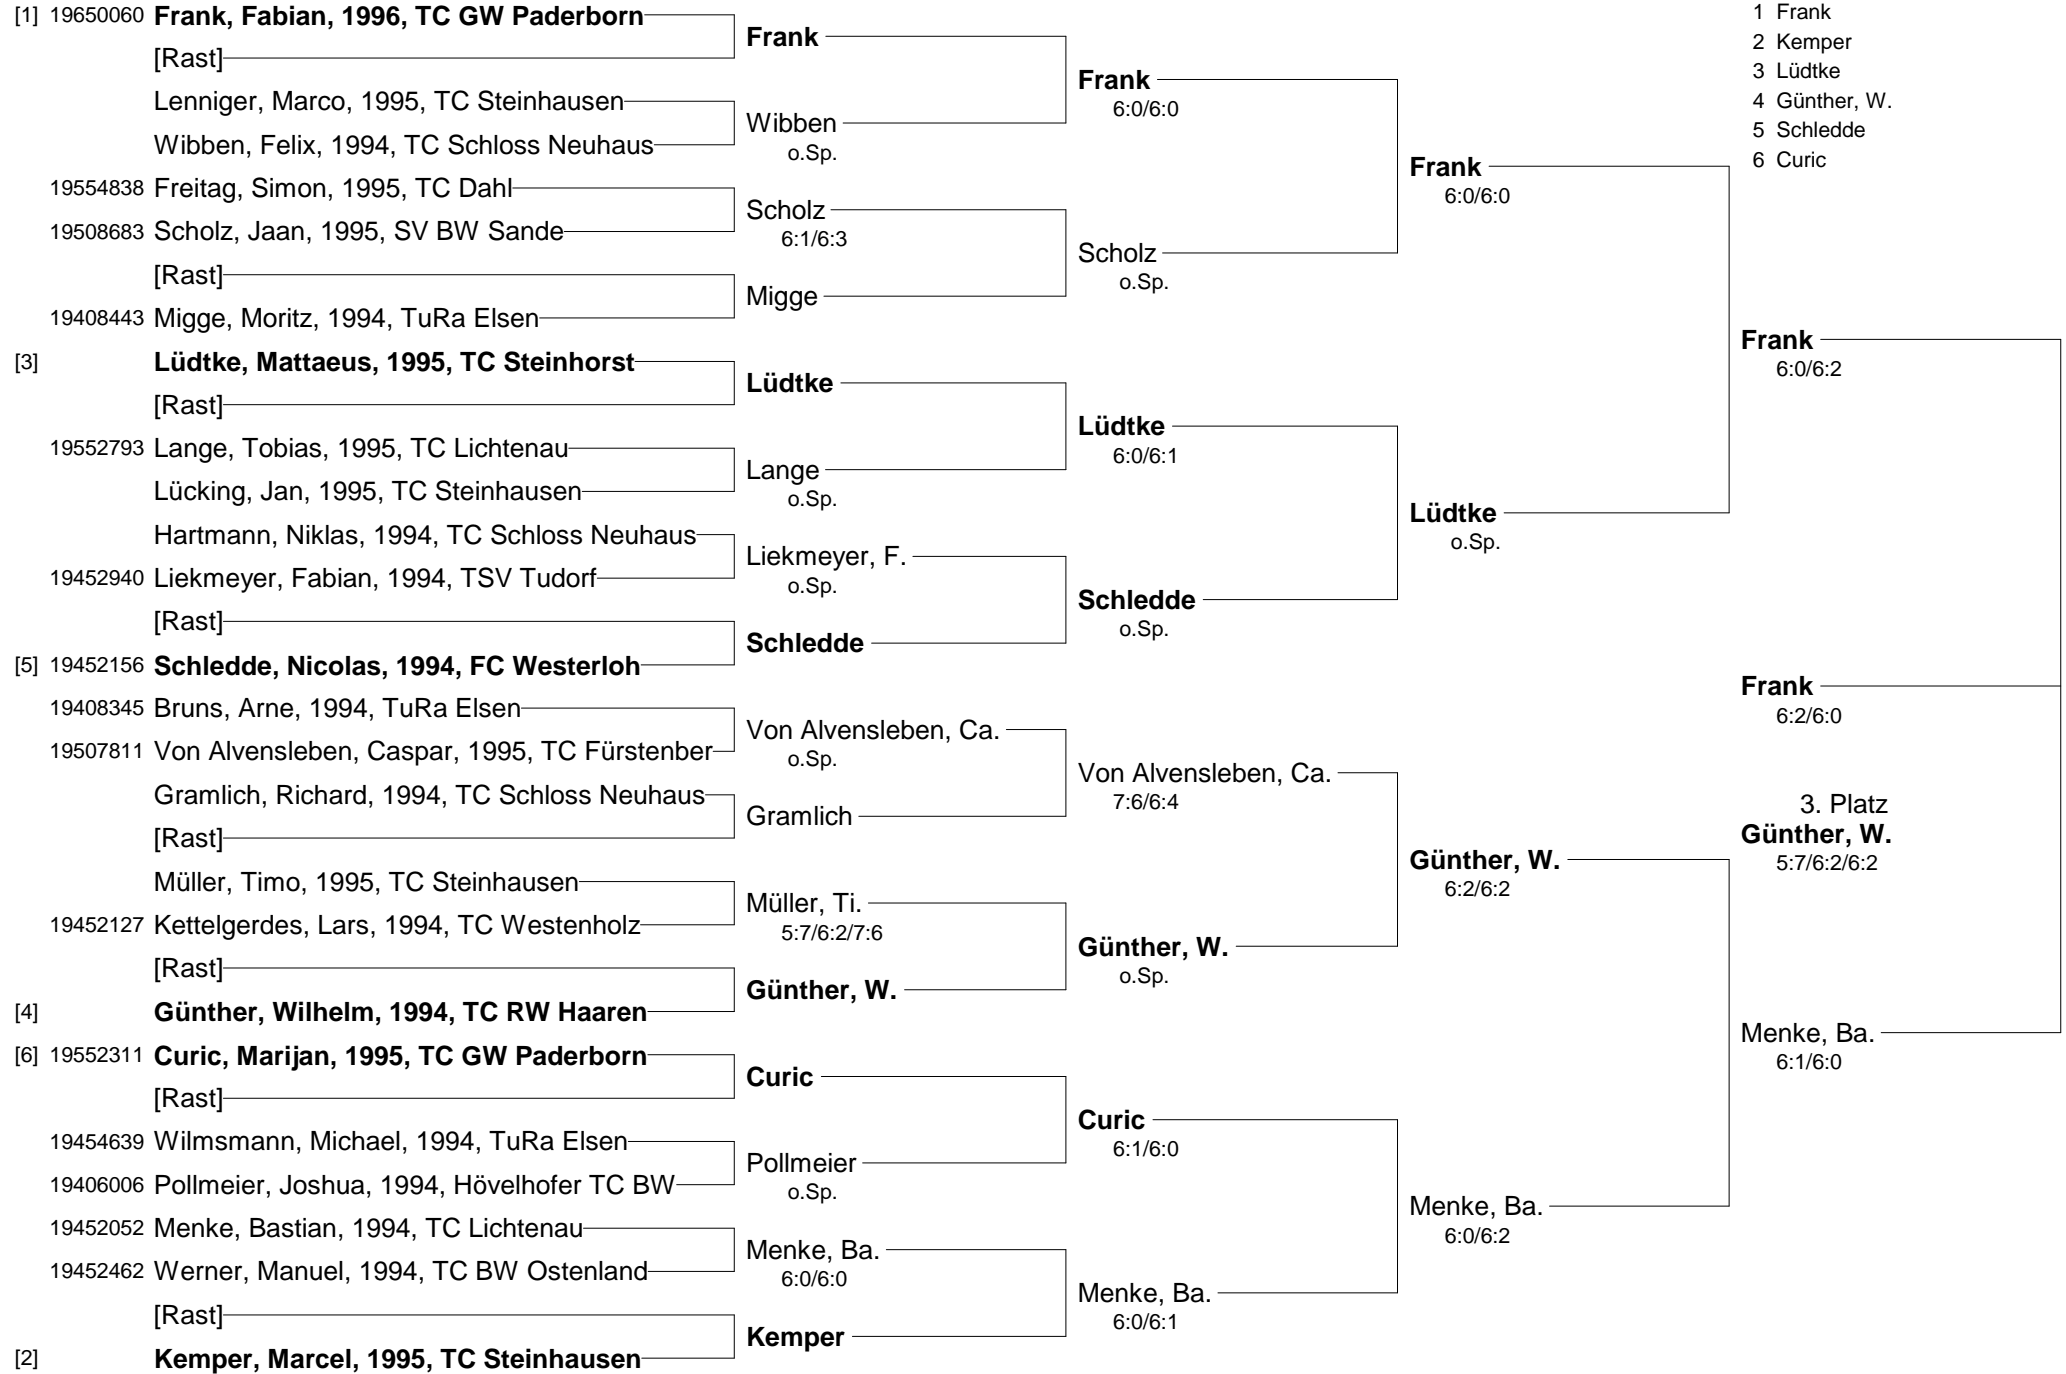 [1] 19650060 Frank, Fabian, 1996, TC GW Paderborn
[Rast]
Lenniger, Marco, 1995, TC Steinhausen
Wibben, Felix, 1994, TC Schloss Neuhaus
19554838 Freitag, Simon, 1995, TC Dahl
19508683 Scholz, Jaan, 1995, SV BW Sande
[Rast]
19408443 Migge, Moritz, 1994, TuRa Elsen
[3] Lüdtke, Mattaeus, 1995, TC Steinhorst
[Rast]
19552793 Lange, Tobias, 1995, TC Lichtenau
Lücking, Jan, 1995, TC Steinhausen
Hartmann, Niklas, 1994, TC Schloss Neuhaus
19452940 Liekmeyer, Fabian, 1994, TSV Tudorf
[Rast]
[5] 19452156 Schledde, Nicolas, 1994, FC Westerloh
19408345 Bruns, Arne, 1994, TuRa Elsen
19507811 Von Alvensleben, Caspar, 1995, TC Fürstenber
Gramlich, Richard, 1994, TC Schloss Neuhaus
[Rast]
Müller, Timo, 1995, TC Steinhausen
19452127 Kettelgerdes, Lars, 1994, TC Westenholz
[Rast]
[4] Günther, Wilhelm, 1994, TC RW Haaren
[6] 19552311 Curic, Marijan, 1995, TC GW Paderborn
[Rast]
19454639 Wilmsmann, Michael, 1994, TuRa Elsen
19406006 Pollmeier, Joshua, 1994, Hövelhofer TC BW
19452052 Menke, Bastian, 1994, TC Lichtenau
19452462 Werner, Manuel, 1994, TC BW Ostenland
[Rast]
[2] Kemper, Marcel, 1995, TC Steinhausen
Frank
Wibben
o.Sp.
Scholz
6:1/6:3
Migge
Lüdtke
Lange
o.Sp.
Liekmeyer, F.
o.Sp.
Schledde
Von Alvensleben, Ca.
o.Sp.
Gramlich
Müller, Ti.
5:7/6:2/7:6
Günther, W.
Curic
Pollmeier
o.Sp.
Menke, Ba.
6:0/6:0
Kemper
Frank
6:0/6:0
Scholz
o.Sp.
Lüdtke
6:0/6:1
Schledde
o.Sp.
Von Alvensleben, Ca.
7:6/6:4
Günther, W.
o.Sp.
Curic
6:1/6:0
Menke, Ba.
6:0/6:1
Frank
6:0/6:0
Lüdtke
o.Sp.
Günther, W.
6:2/6:2
Menke, Ba.
6:0/6:2
1 Frank
2 Kemper
3 Lüdtke
4 Günther, W.
5 Schledde
6 Curic
Frank
6:0/6:2
Frank
6:2/6:0
3. Platz
Günther, W.
5:7/6:2/6:2
Menke, Ba.
6:1/6:0